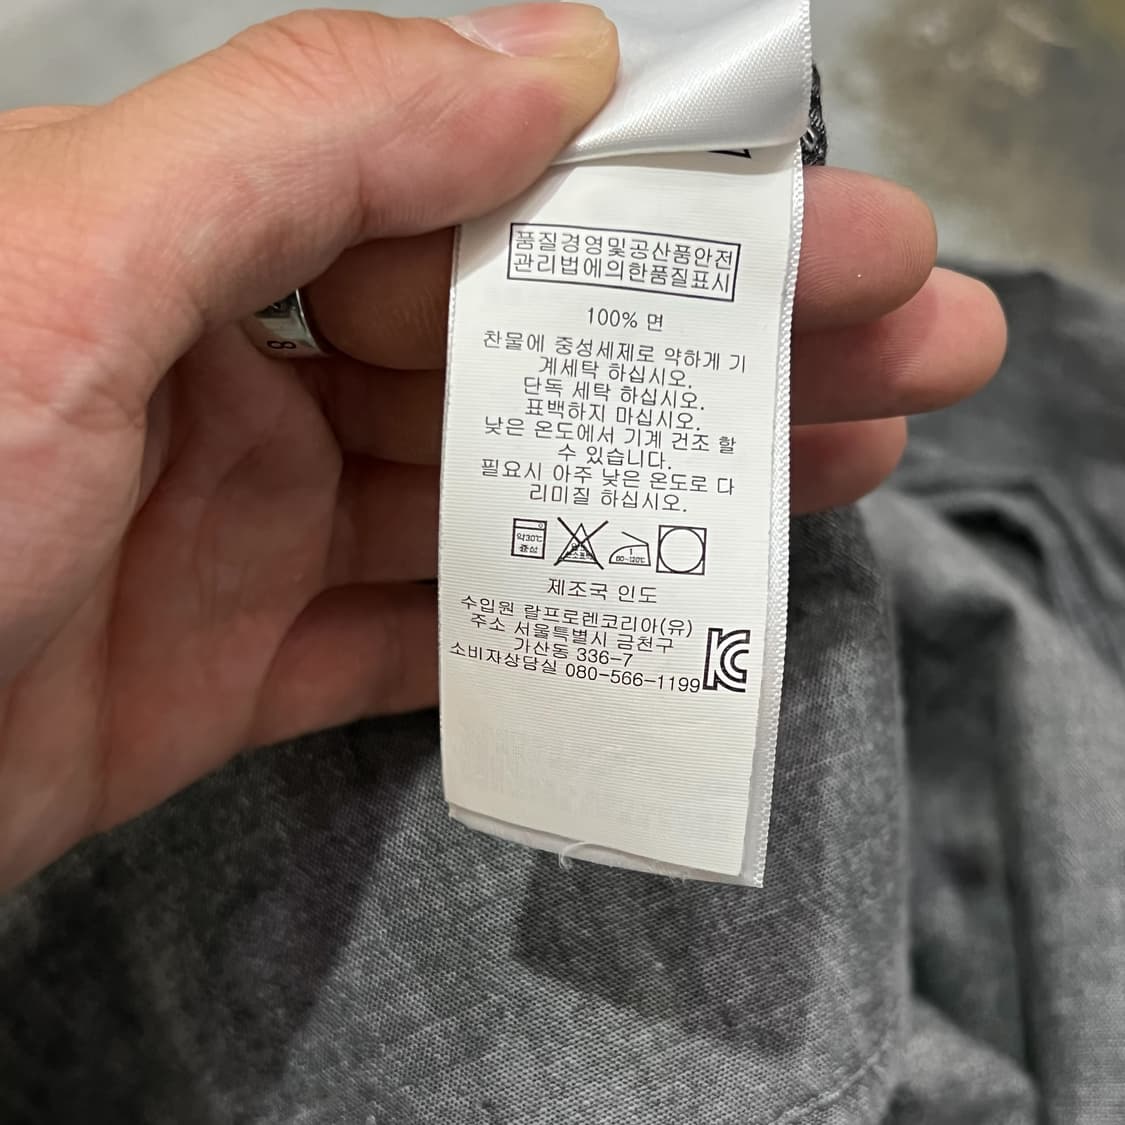 품질경영및공산품안전
관리법에의한품질표시
100% 면
찬물에 중성세제로 약하게 기
계세탁 하십시오.
단독 세탁 하십시오.
표백하지 마십시오.
낮은 온도에서 기계 건조 할
수 있습니다.
필요시 아주 낮은 온도로 다
리미질 하십시오.
약30℃
중성
80~120℃
제조국 인도
수입원 랄프로렌코리아(유)
주소 서울특별시 금천구
가산동 336-7
소비자상담실 080-566-1199
8